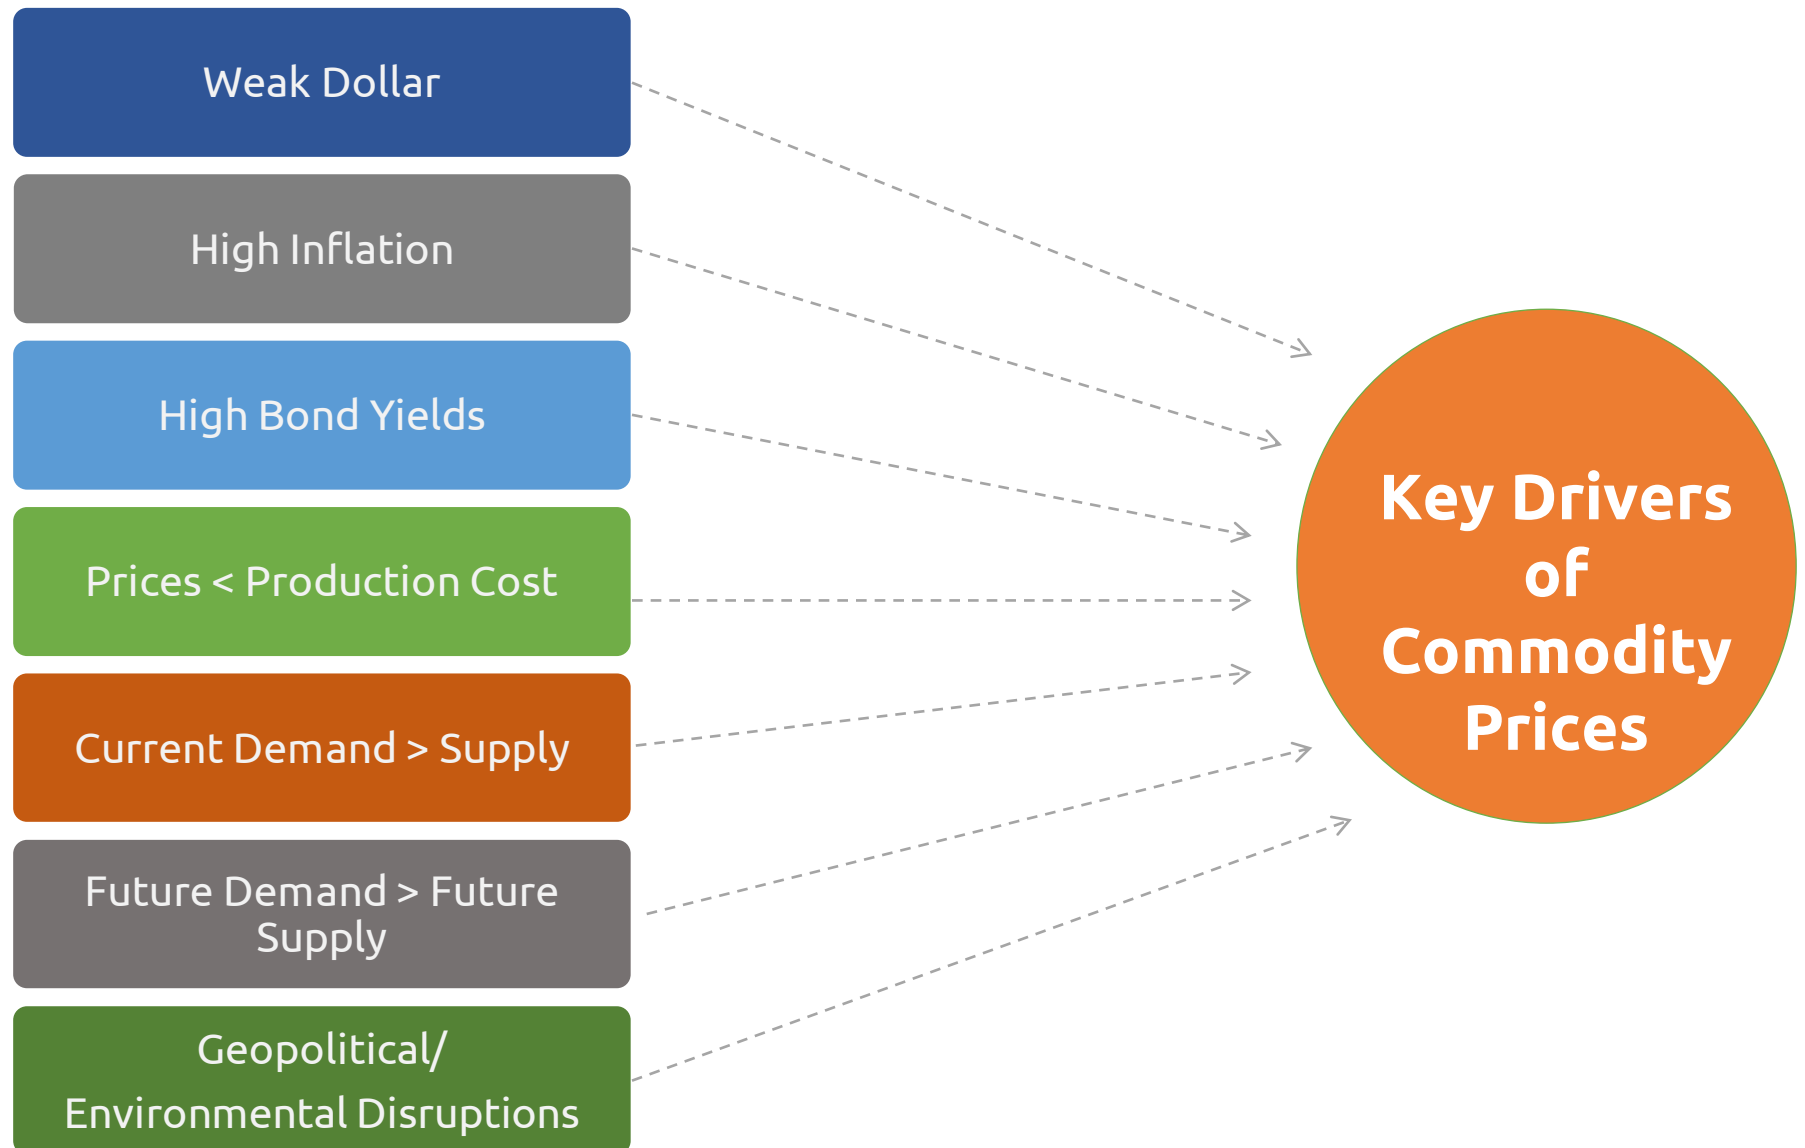 Weak Dollar
High Inflation
High Bond Yields
Prices < Production Cost
Current Demand > Supply
Future Demand > Future
Supply
Geopolitical/
Environmental Disruptions
Key Drivers
of
Commodity
Prices